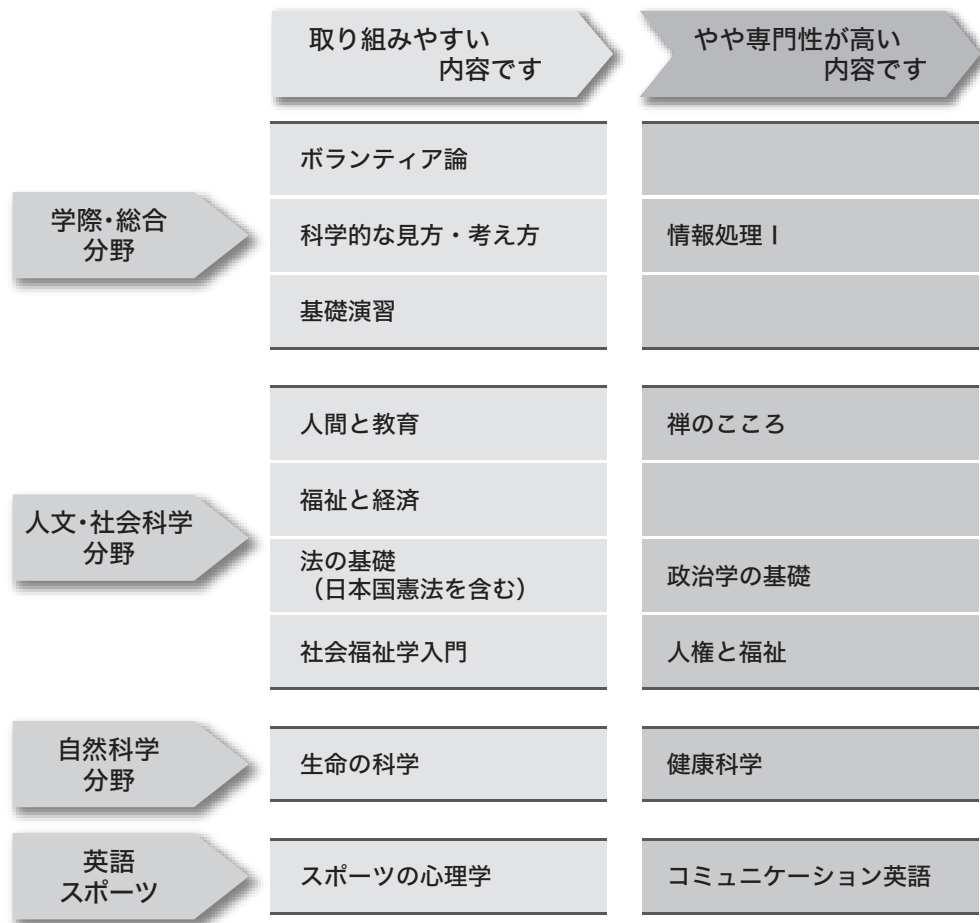 取り組みやすい
内容です
やや専門性が高い
内容です
学際・総合
分野
ボランティア論
科学的な見方・考え方
情報処理Ⅰ
基礎演習
人文・社会科学
分野
人間と教育
禅のこころ
福祉と経済
法の基礎
（日本国憲法を含む）
政治学の基礎
社会福祉学入門
人権と福祉
自然科学
分野
生命の科学
健康科学
英語
スポーツ
スポーツの心理学
コミュニケーション英語